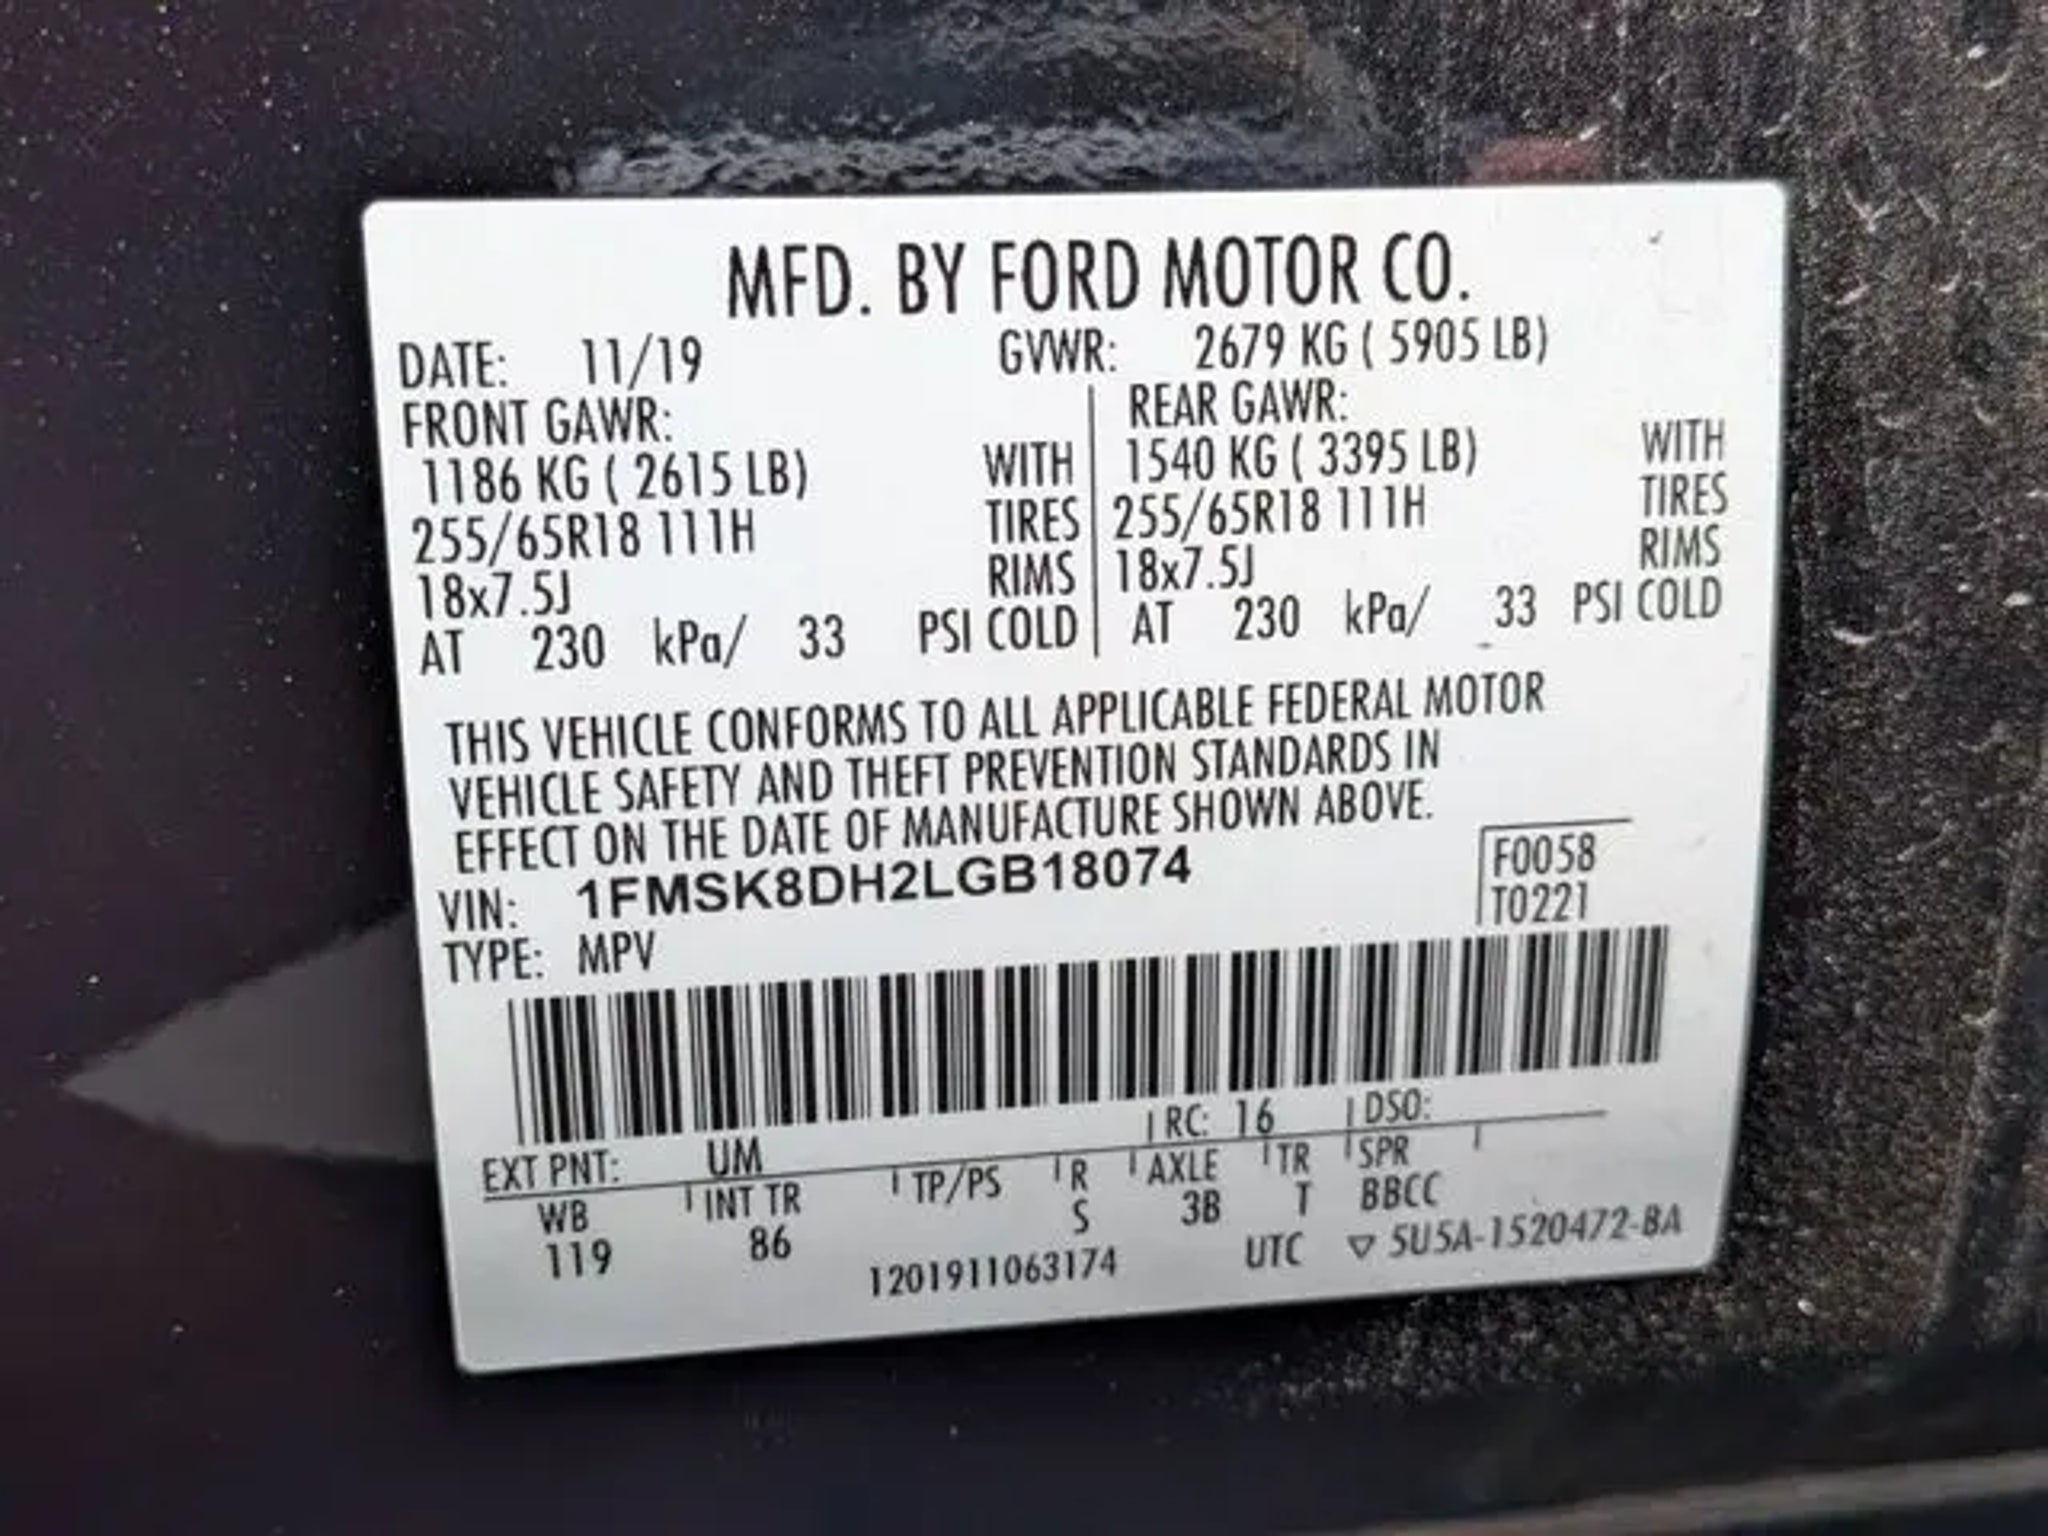 MFD. BY FORD MOTOR CO.
DATE: 11/19 GVWR: 2679 KG ( 5905 LB)
FRONT GAWR: REAR GAWR:
1186 KG ( 2615 LB) WITH 1540 KG ( 3395 LB) WITH
255/65R18 111H TIRES 255/65R18 111H TIRES
18x7.5J RIMS 18x7.5J RIMS
AT 230 kPa/ 33 PSI COLD AT 230 kPa/ 33 PSI COLD
THIS VEHICLE CONFORMS TO ALL APPLICABLE FEDERAL MOTOR
VEHICLE SAFETY AND THEFT PREVENTION STANDARDS IN
EFFECT ON THE DATE OF MANUFACTURE SHOWN ABOVE.
VIN: 1FMSK8DH2LGB18074 F0058
TYPE: MPV T0221
EXT PNT: UM RC: 16 DSO:
WB INT TR TP/PS R AXLE TR SPR
119 86 S 3B T BBCC
1201911063174 UTC ▽ 5U5A-1520472-BA